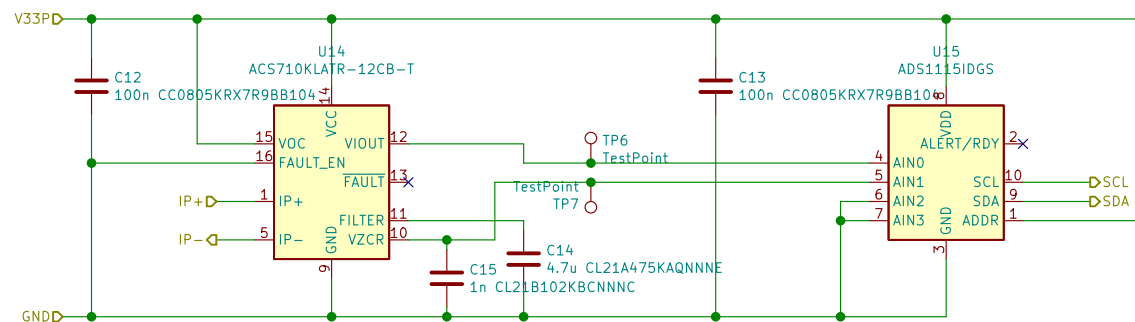 V33P
U14
ACS710KLATR-12CB-T
C12
100n CC0805KRX7R9BB104
14
VCC
15 VOC
16 FAULT_EN
VIOUT 12
FAULT 13
IP+ 1 IP+
IP- 5 IP-
FILTER 11
VZCR 10
GND
9
TP6
TestPoint
TestPoint
TP7
C15
1n CL21B102KBCNNNC
C14
4.7u CL21A475KAQNNNE
C13
100n CC0805KRX7R9BB104
U15
ADS1115IDGS
8
VDD
ALERT/RDY 2
4 AIN0
5 AIN1
6 AIN2
7 AIN3
SCL 10 SCL
SDA 9 SDA
ADDR 1
GND
3
GND